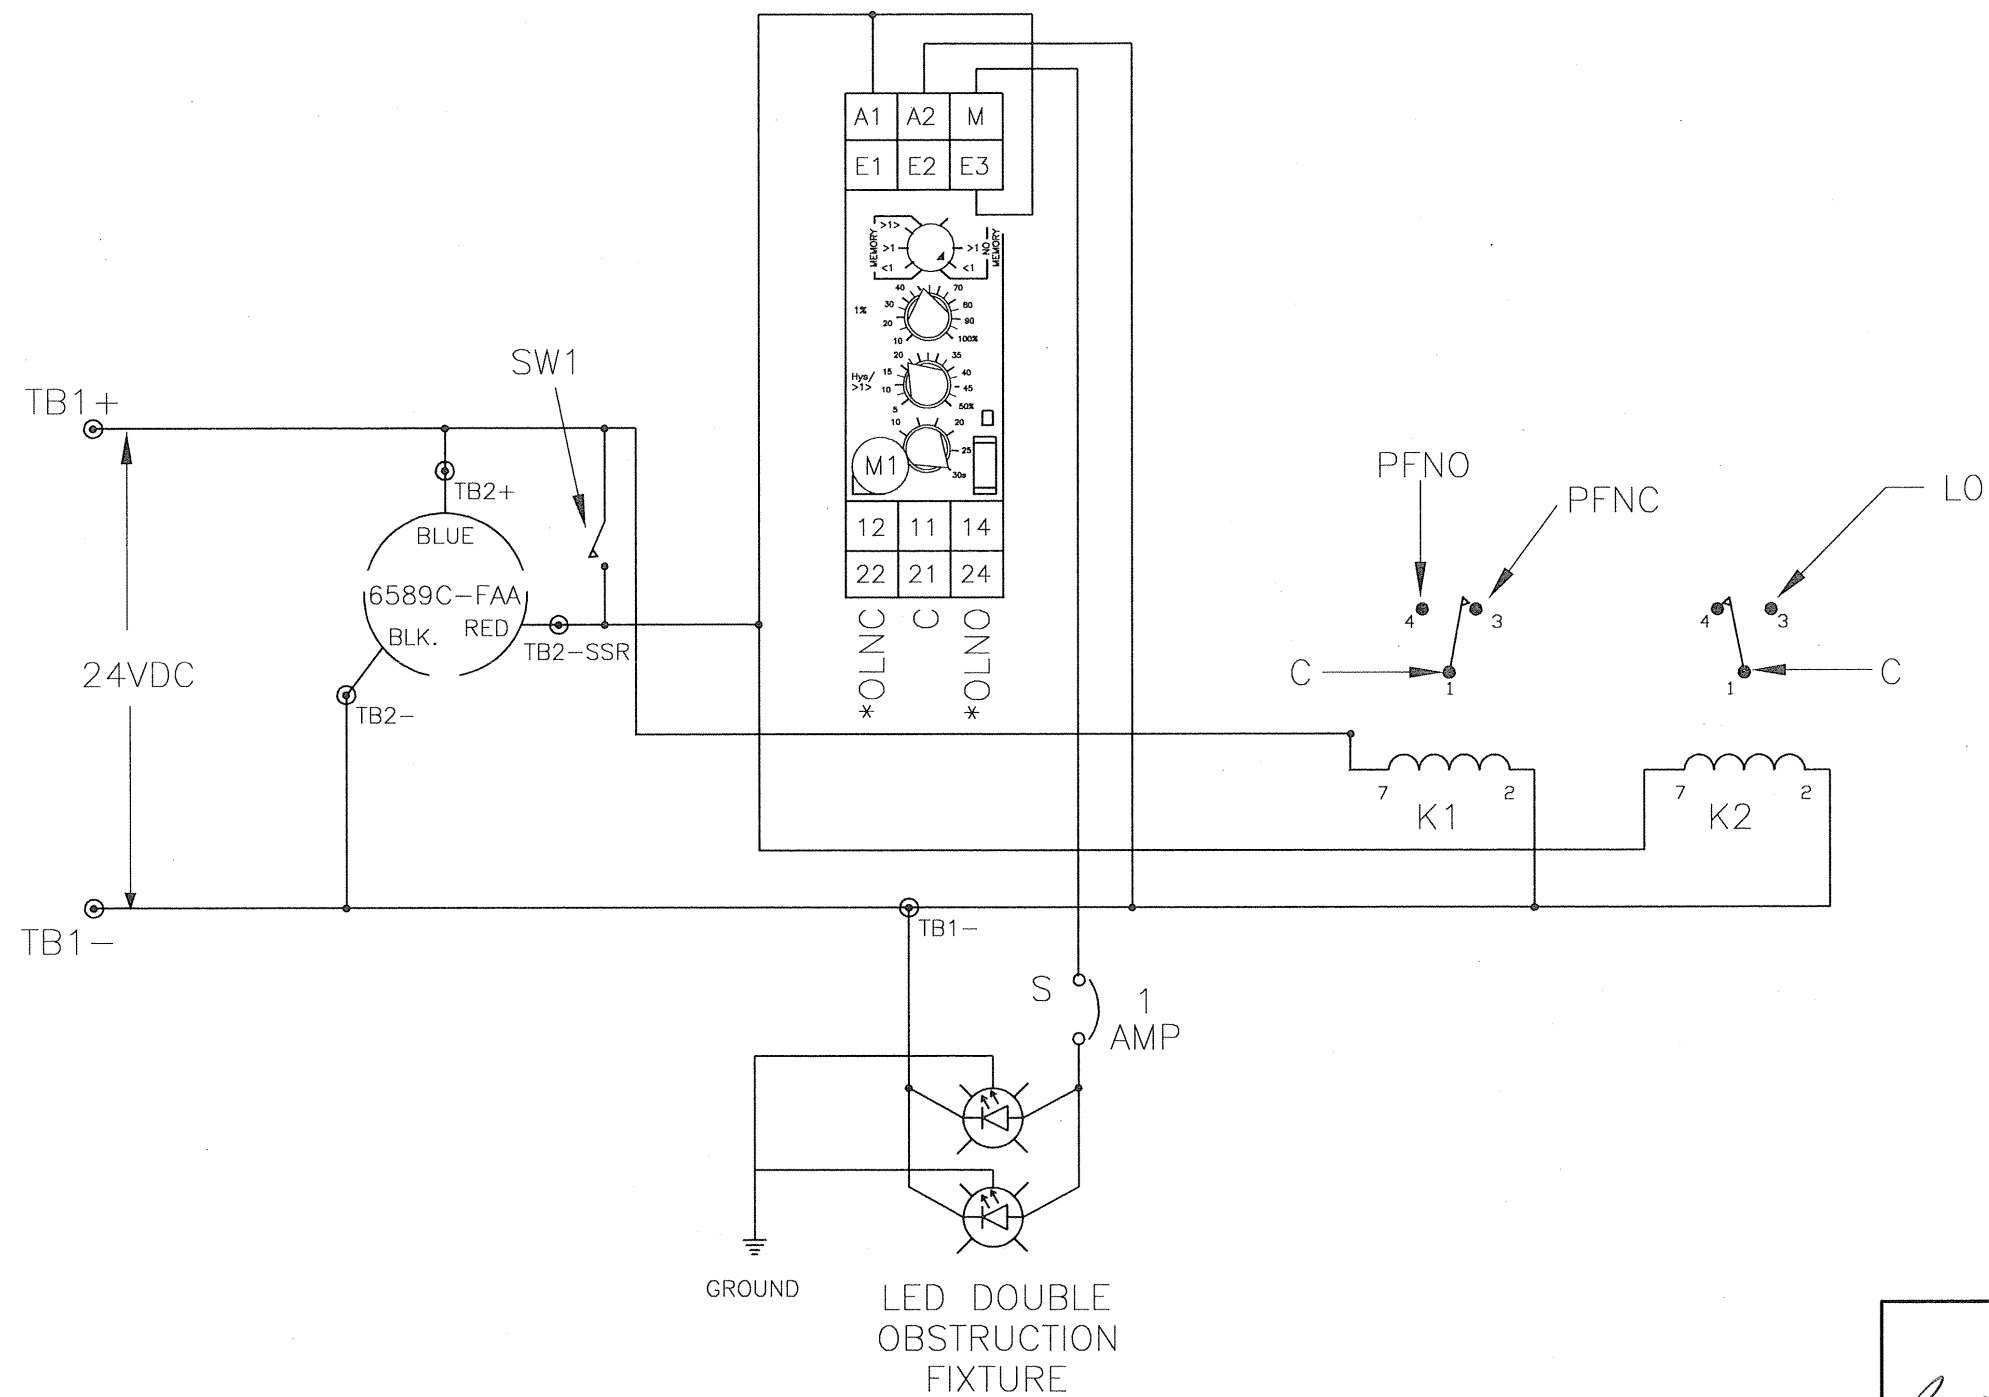 A1 A2 M
E1 E2 E3
MEMORY
>1>
>1
<1
>1
<1
NO
MEMORY
1%
10
20
30
40
70
80
90
100%
Hys/
>1>
5
10
15
20
35
40
45
50%
10
20
25
30s
M1
12 11 14
22 21 24
*OLNC
C
*OLNO
SW1
TB1+
TB2+
BLUE
6589C-FAA
BLK.
RED
TB2-SSR
TB2-
24VDC
TB1-
PFNO
PFNC
LO
4
3
C
1
4
3
1
C
7
2
K1
7
2
K2
TB1-
S
1
AMP
GROUND
LED DOUBLE
OBSTRUCTION
FIXTURE